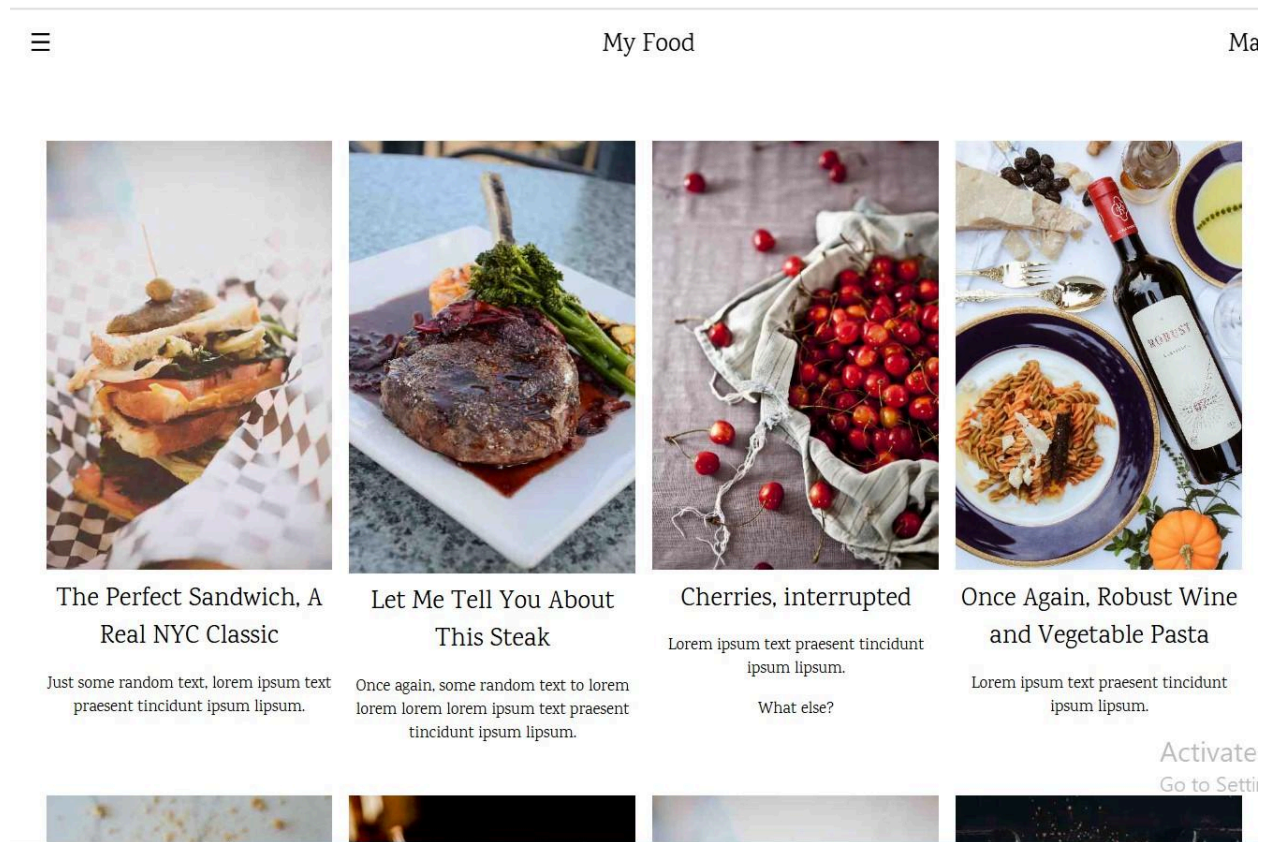 ☰ My Food Ma
The Perfect Sandwich, A
Real NYC Classic
Just some random text, lorem ipsum text
praesent tincidunt ipsum lipsum.
Let Me Tell You About
This Steak
Once again, some random text to lorem
lorem lorem lorem ipsum text praesent
tincidunt ipsum lipsum.
Cherries, interrupted
Lorem ipsum text praesent tincidunt
ipsum lipsum.
What else?
ROBUST
Once Again, Robust Wine
and Vegetable Pasta
Lorem ipsum text praesent tincidunt
ipsum lipsum.
Activate
Go to Setti